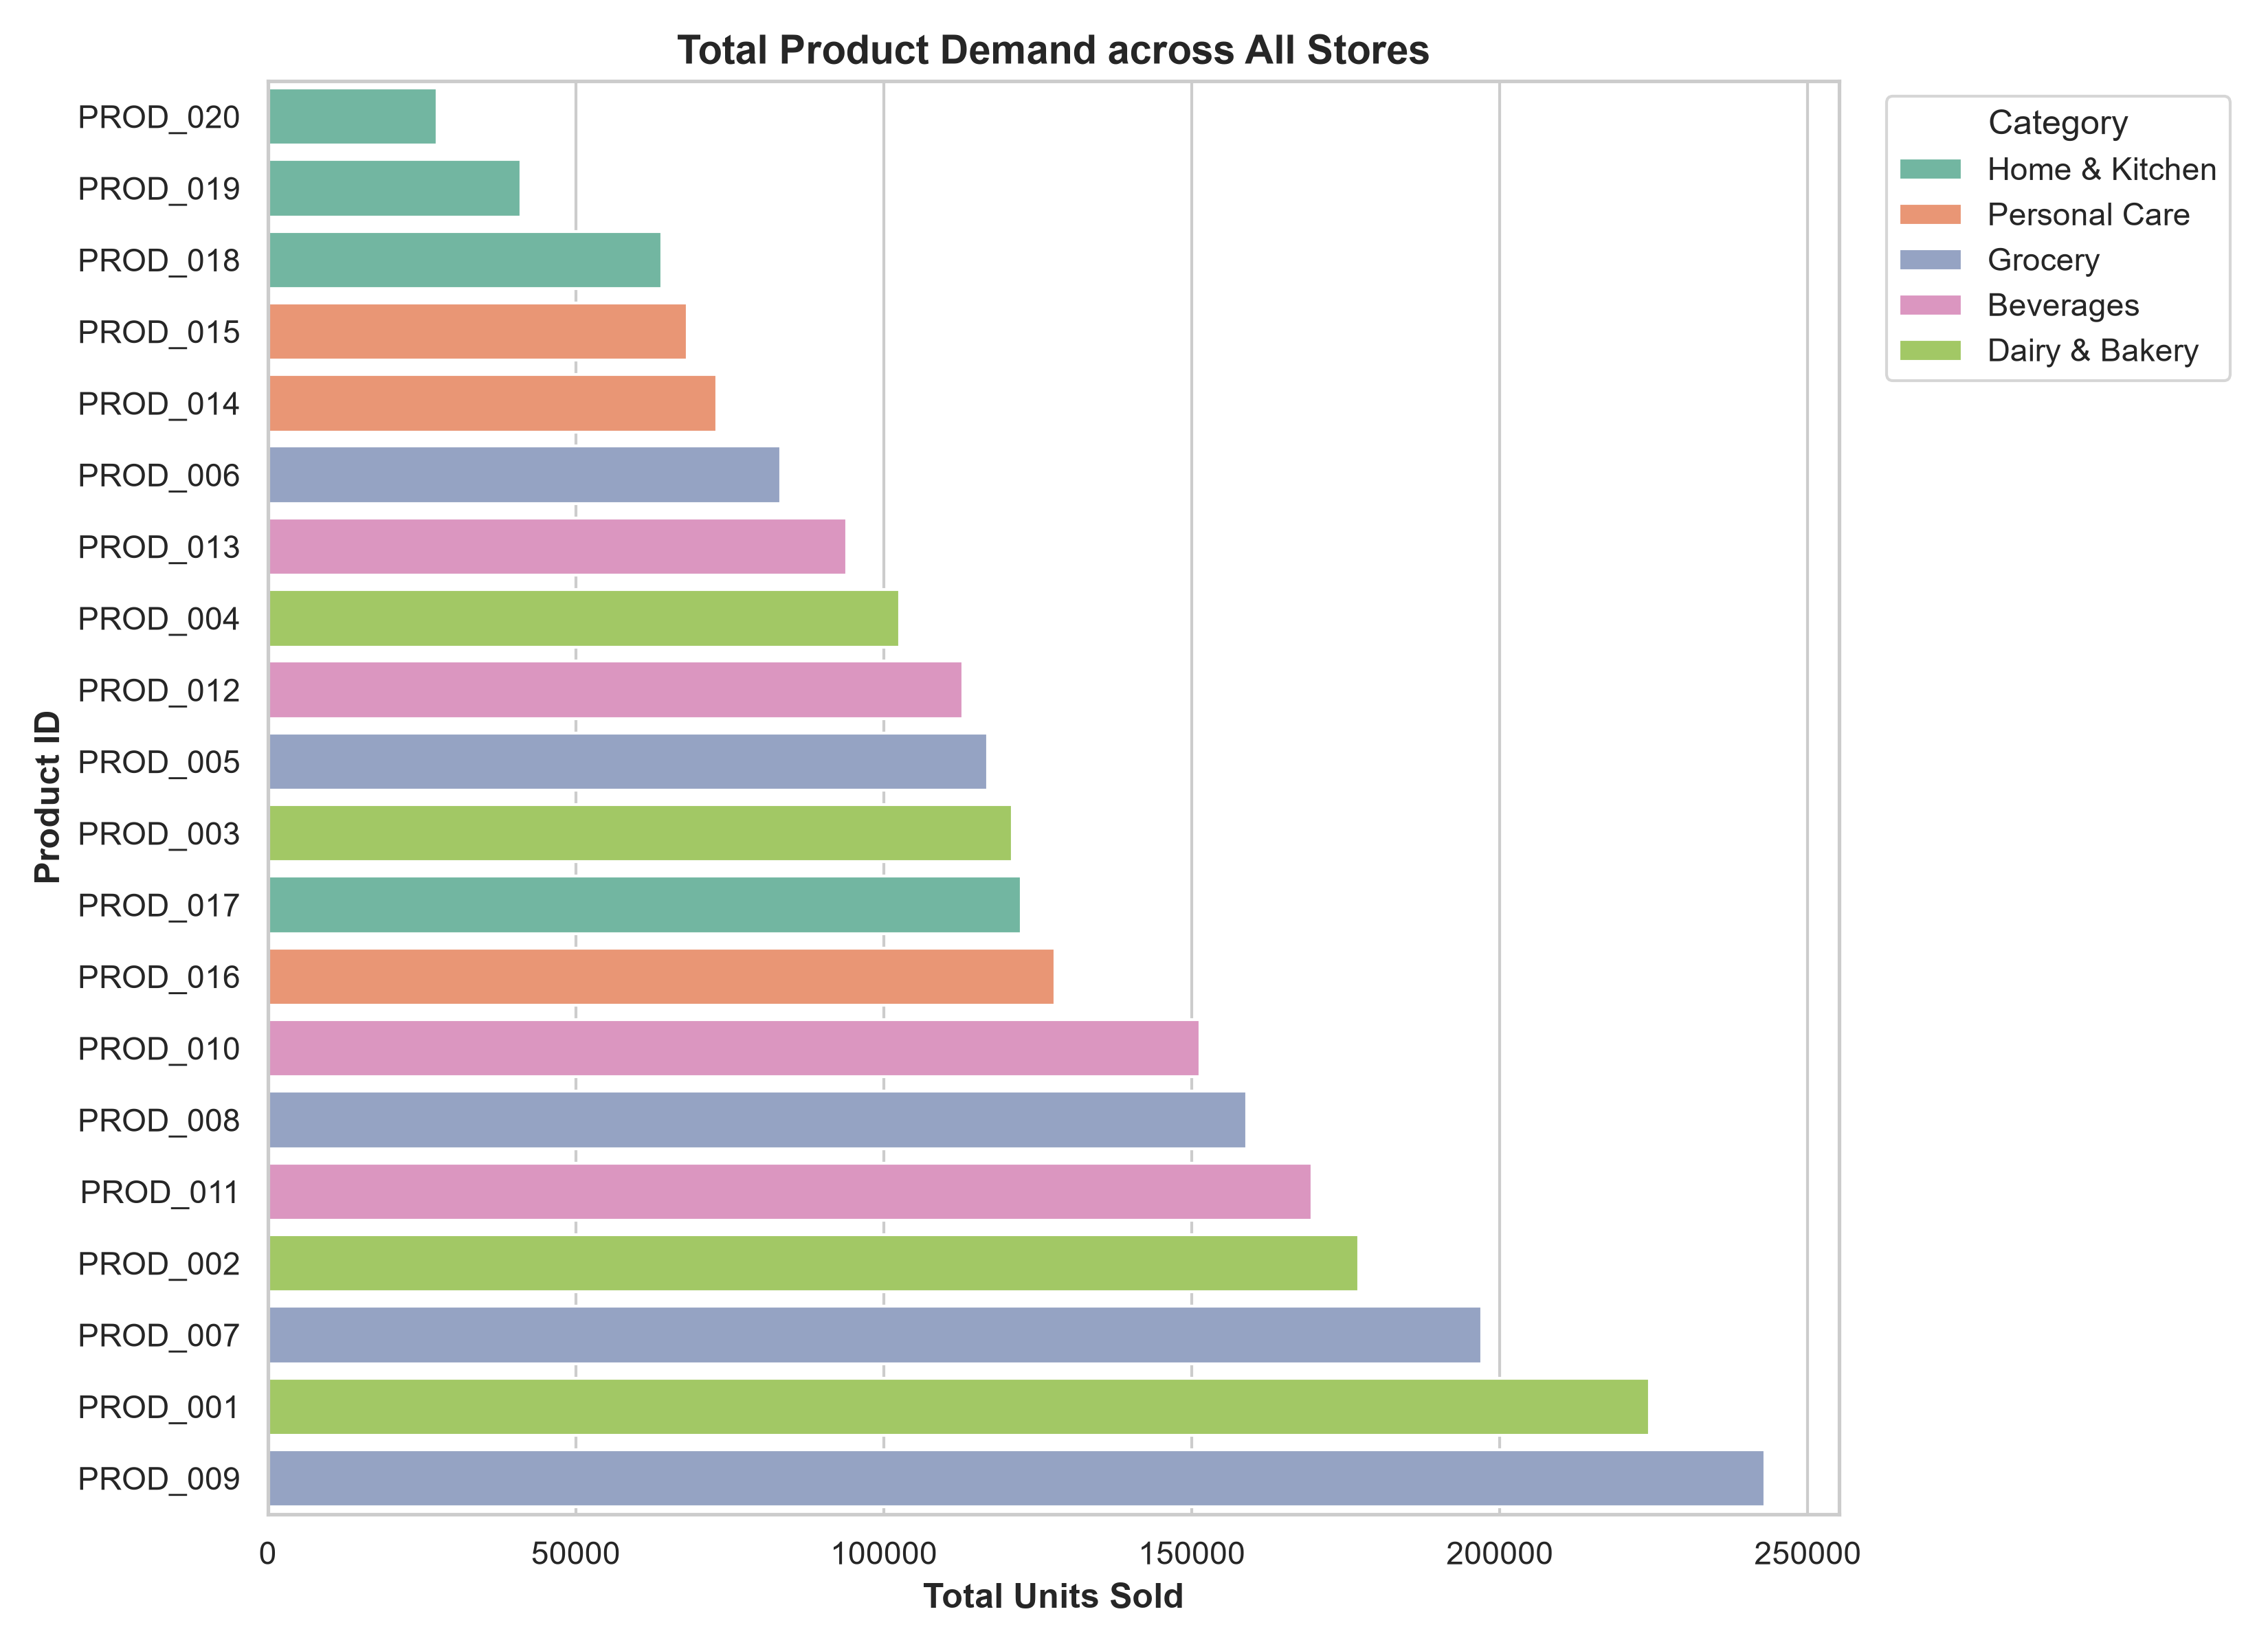 Total Product Demand across All Stores
Category
Home & Kitchen
Personal Care
Grocery
Beverages
Dairy & Bakery
Product ID
PROD_020
PROD_019
PROD_018
PROD_015
PROD_014
PROD_006
PROD_013
PROD_004
PROD_012
PROD_005
PROD_003
PROD_017
PROD_016
PROD_010
PROD_008
PROD_011
PROD_002
PROD_007
PROD_001
PROD_009
0 50000 100000 150000 200000 250000
Total Units Sold